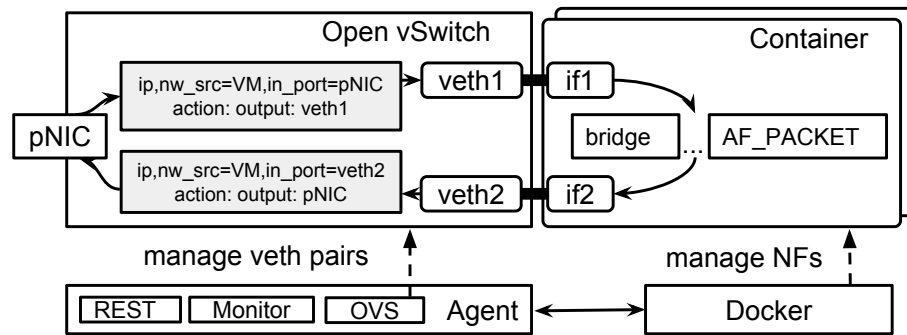 Open vSwitch
Container
ip,nw_src=VM,in_port=pNIC
action: output: veth1
veth1
if1
pNIC
bridge
...
AF_PACKET
ip,nw_src=VM,in_port=veth2
action: output: pNIC
veth2
if2
manage veth pairs
manage NFs
REST
Monitor
OVS
Agent
Docker